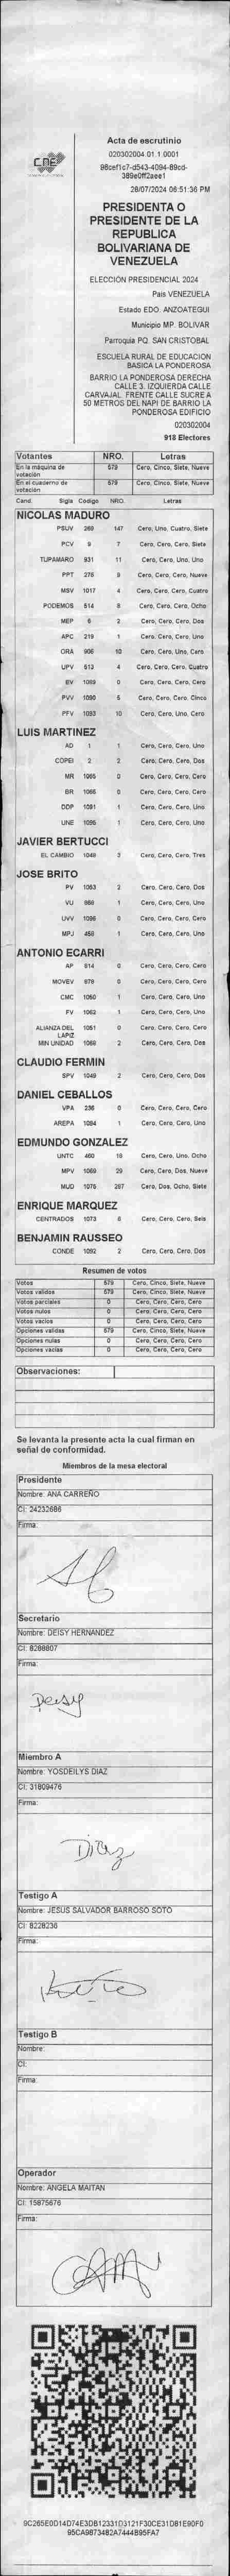 CNE
Acta de escrutinio
020302004.01.1.0001
98cef1c7-d543-4094-89cd-
389e0ff2aee1
28/07/2024 06:51:36 PM
PRESIDENTA O
PRESIDENTE DE LA
REPUBLICA
BOLIVARIANA DE
VENEZUELA
ELECCIÓN PRESIDENCIAL 2024
Pais VENEZUELA
Estado EDO. ANZOATEGUI
Municipio MP. BOLIVAR
Parroquia PQ. SAN CRISTOBAL
ESCUELA RURAL DE EDUCACION
BASICA LA PONDEROSA
BARRIO LA PONDEROSA DERECHA
CALLE 3. IZQUIERDA CALLE
CARVAJAL. FRENTE CALLE SUCRE A
50 METROS DEL NAPI DE BARRIO LA
PONDEROSA EDIFICIO
020302004
918 Electores
Votantes NRO. Letras
En la máquina de votación 579 Cero, Cinco, Siete, Nueve
En el cuaderno de votación 579 Cero, Cinco, Siete, Nueve
Cand. Sigla Codigo NRO. Letras
NICOLAS MADURO
PSUV 268 147 Cero, Uno, Cuatro, Siete
PCV 9 7 Cero, Cero, Cero, Siete
TUPAMARO 931 11 Cero, Cero, Uno, Uno
PPT 275 9 Cero, Cero, Cero, Nueve
MSV 1017 4 Cero, Cero, Cero, Cuatro
PODEMOS 514 8 Cero, Cero, Cero, Ocho
MEP 6 2 Cero, Cero, Cero, Dos
APC 219 1 Cero, Cero, Cero, Uno
ORA 906 10 Cero, Cero, Uno, Cero
UPV 613 4 Cero, Cero, Cero, Cuatro
EV 1089 0 Cero, Cero, Cero, Cero
PVV 1090 5 Cero, Cero, Cero, Cinco
PFV 1093 10 Cero, Cero, Uno, Cero
LUIS MARTINEZ
AD 1 1 Cero, Cero, Cero, Uno
COPEI 2 2 Cero, Cero, Cero, Dos
MR 1065 0 Cero, Cero, Cero, Cero
BR 1066 0 Cero, Cero, Cero, Cero
DDP 1091 1 Cero, Cero, Cero, Uno
UNE 1095 1 Cero, Cero, Cero, Uno
JAVIER BERTUCCI
EL CAMBIO 1048 3 Cero, Cero, Cero, Tres
JOSE BRITO
PV 1053 2 Cero, Cero, Cero, Dos
VU 868 1 Cero, Cero, Cero, Uno
UVV 1096 0 Cero, Cero, Cero, Cero
MPJ 458 1 Cero, Cero, Cero, Uno
ANTONIO ECARRI
AP 814 0 Cero, Cero, Cero, Cero
MOVEV 879 0 Cero, Cero, Cero, Cero
CMC 1050 1 Cero, Cero, Cero, Uno
FV 1062 1 Cero, Cero, Cero, Uno
ALIANZA DEL LAPIZ 1051 0 Cero, Cero, Cero, Cero
MIN UNIDAD 1068 2 Cero, Cero, Cero, Dos
CLAUDIO FERMIN
SPV 1049 2 Cero, Cero, Cero, Dos
DANIEL CEBALLOS
VPA 236 0 Cero, Cero, Cero, Cero
AREPA 1084 1 Cero, Cero, Cero, Uno
EDMUNDO GONZALEZ
UNTC 460 18 Cero, Cero, Uno, Ocho
MPV 1069 29 Cero, Cero, Dos, Nueve
MUD 1075 287 Cero, Dos, Ocho, Siete
ENRIQUE MARQUEZ
CENTRADOS 1073 6 Cero, Cero, Cero, Seis
BENJAMIN RAUSSEO
CONDE 1092 2 Cero, Cero, Cero, Dos
Resumen de votos
Votos 579 Cero, Cinco, Siete, Nueve
Votos validos 579 Cero, Cinco, Siete, Nueve
Votos parciales 0 Cero, Cero, Cero, Cero
Votos nulos 0 Cero, Cero, Cero, Cero
Votos vacios 0 Cero, Cero, Cero, Cero
Opciones validas 579 Cero, Cinco, Siete, Nueve
Opciones nulas 0 Cero, Cero, Cero, Cero
Opciones vacias 0 Cero, Cero, Cero, Cero
Observaciones:
Se levanta la presente acta la cual firman en
señal de conformidad.
Miembros de la mesa electoral
Presidente
Nombre: ANA CARREÑO
CI: 24232686
Firma:
Secretario
Nombre: DEISY HERNANDEZ
CI: 8288807
Firma:
Deisy
Miembro A
Nombre: YOSDEILYS DIAZ
CI: 31809476
Firma:
Diaz
Testigo A
Nombre: JESUS SALVADOR BARROSO SOTO
CI: 8228236
Firma:
Testigo B
Nombre:
CI:
Firma:
Operador
Nombre: ANGELA MAITAN
CI: 15875676
Firma:
9C265E0D14D74E3DB12331D3121F30CE31D81E90F0
95CA9873482A7444B95FA7